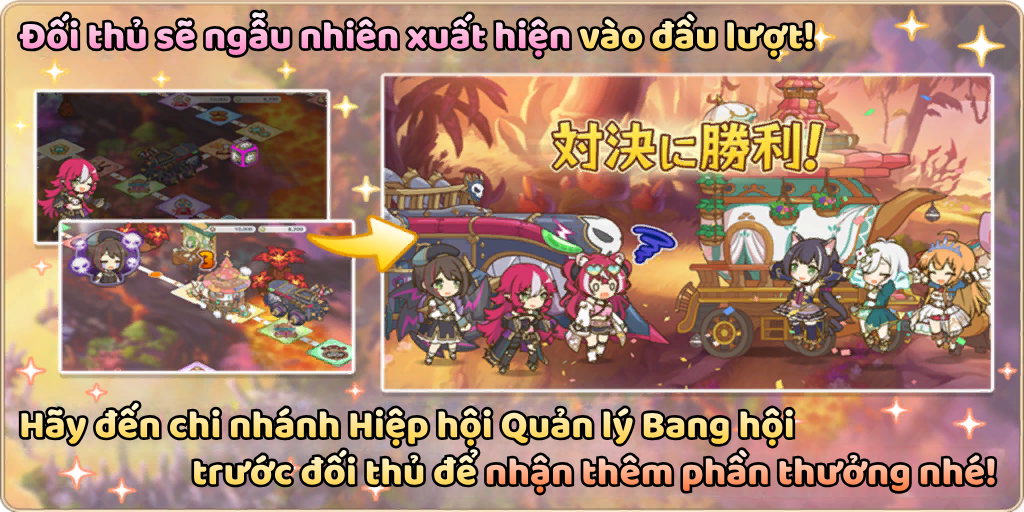 Đối thủ sẽ ngẫu nhiên xuất hiện vào đầu lượt!
対決に勝利!
3
Hãy đến chi nhánh Hiệp hội Quản lý Bang hội
trước đối thủ để nhận thêm phần thưởng nhé!